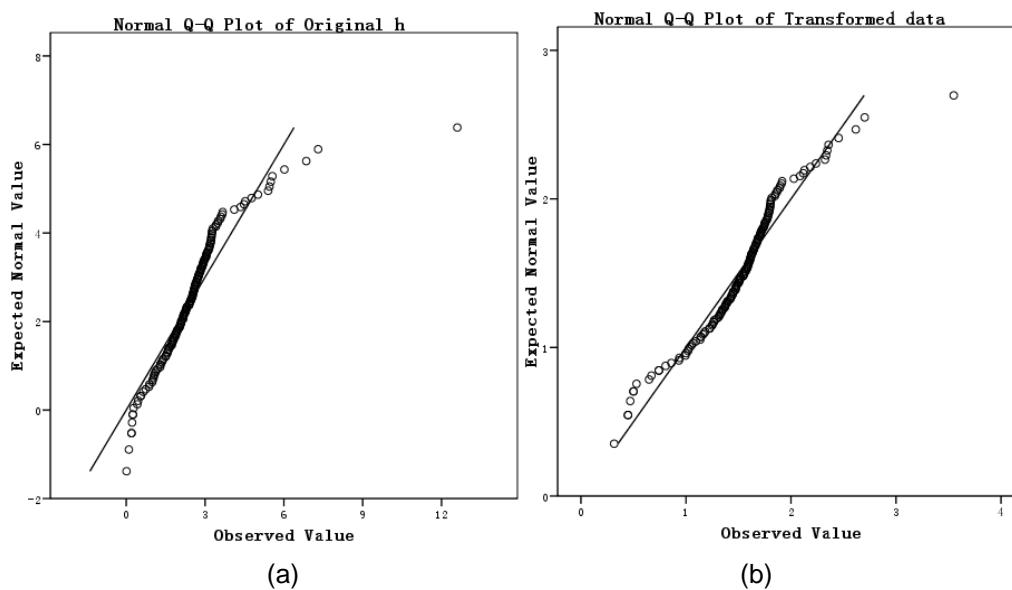 Normal Q-Q Plot of Original h
8
6
4
2
0
-2
Expected Normal Value
0 3 6 9 12
Observed Value
(a)
Normal Q-Q Plot of Transformed data
3
2
1
0
Expected Normal Value
0 1 2 3 4
Observed Value
(b)